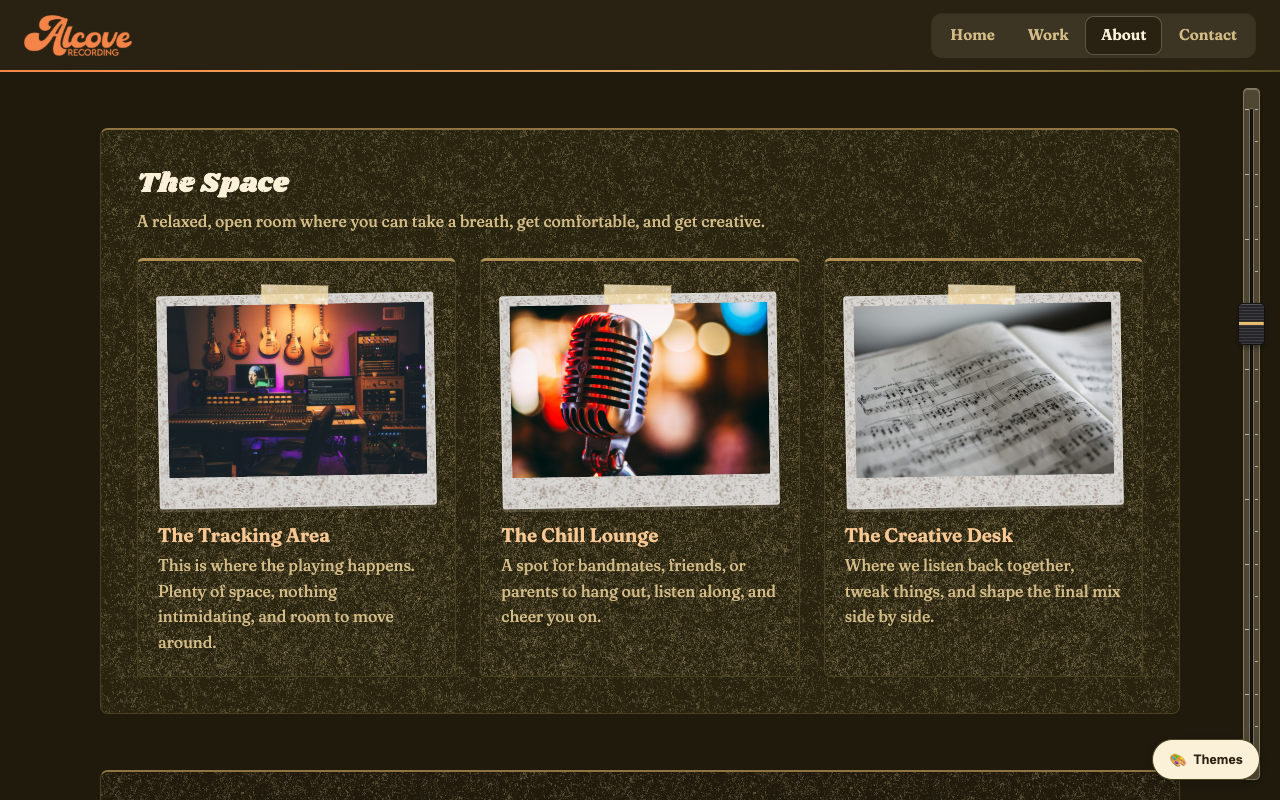 Alcove
RECORDING
Home
Work
About
Contact
The Space
A relaxed, open room where you can take a breath, get comfortable, and get creative.
The Tracking Area
This is where the playing happens.
Plenty of space, nothing
intimidating, and room to move
around.
The Chill Lounge
A spot for bandmates, friends, or
parents to hang out, listen along, and
cheer you on.
The Creative Desk
Where we listen back together,
tweak things, and shape the final mix
side by side.
Themes